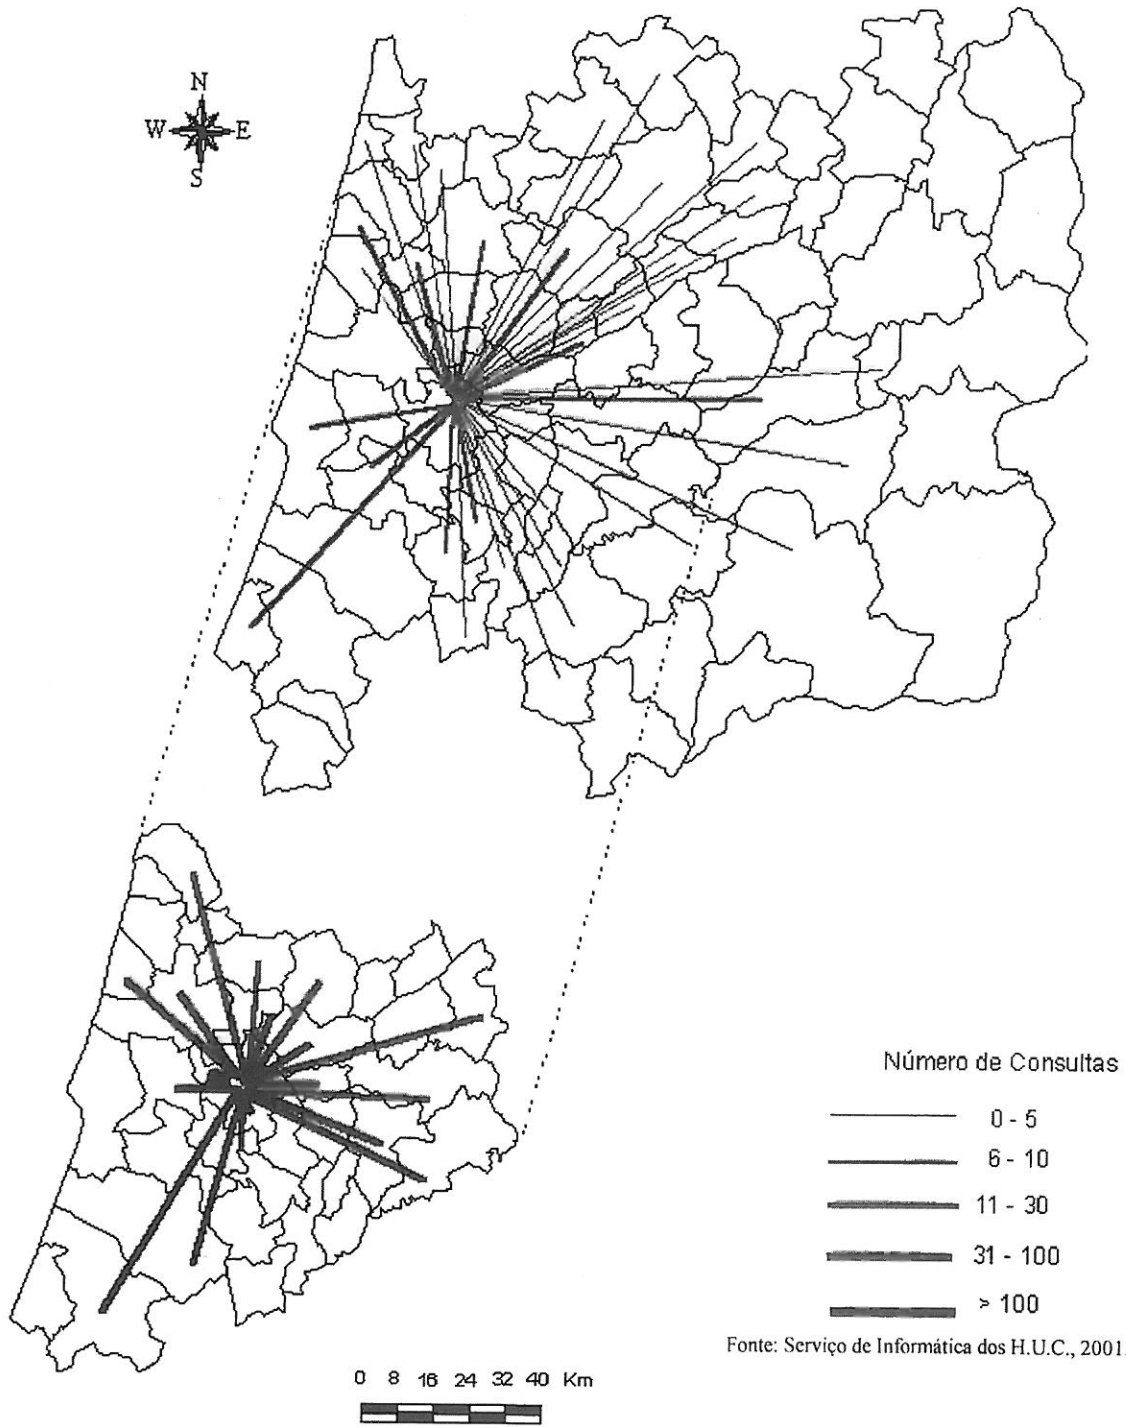 N
W E
S
Número de Consultas
0 - 5
6 - 10
11 - 30
31 - 100
> 100
Fonte: Serviço de Informática dos H.U.C., 2001.
0 8 16 24 32 40 Km